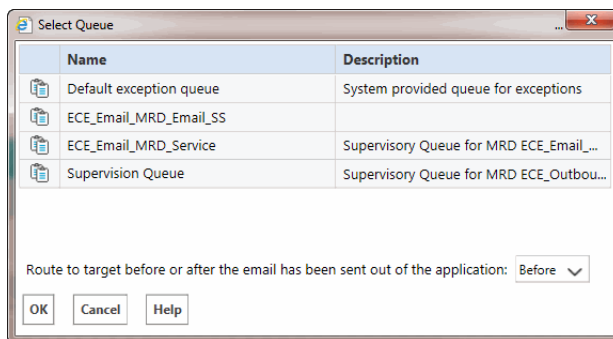 Select Queue ...
Name Description
Default exception queue System provided queue for exceptions
ECE_Email_MRD_Email_SS
ECE_Email_MRD_Service Supervisory Queue for MRD ECE_Email_...
Supervision Queue Supervisory Queue for MRD ECE_Outbou...
Route to target before or after the email has been sent out of the application: Before
OK Cancel Help